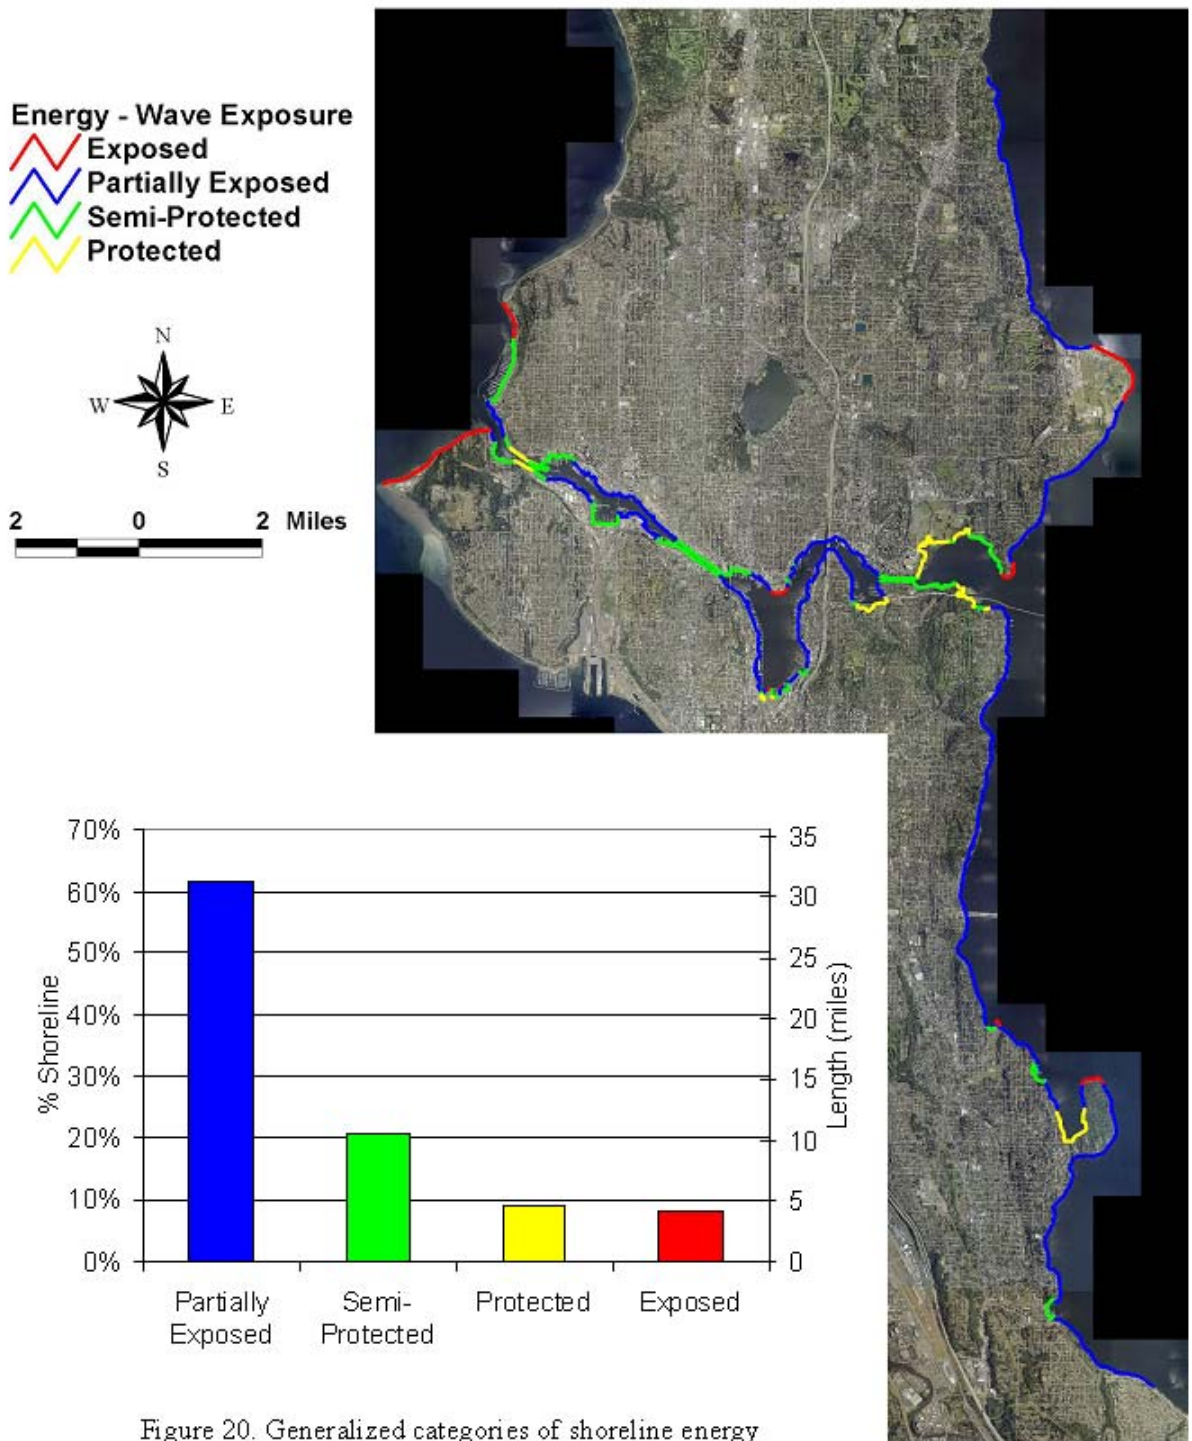 Energy - Wave Exposure
Exposed
Partially Exposed
Semi-Protected
Protected
N
W E
S
2 0 2 Miles
70%
60%
50%
40%
30%
20%
10%
0%
% Shoreline
35
30
25
20
15
10
5
0
Length (miles)
Partially
Exposed
Semi-
Protected
Protected
Exposed
Figure 20. Generalized categories of shoreline energy